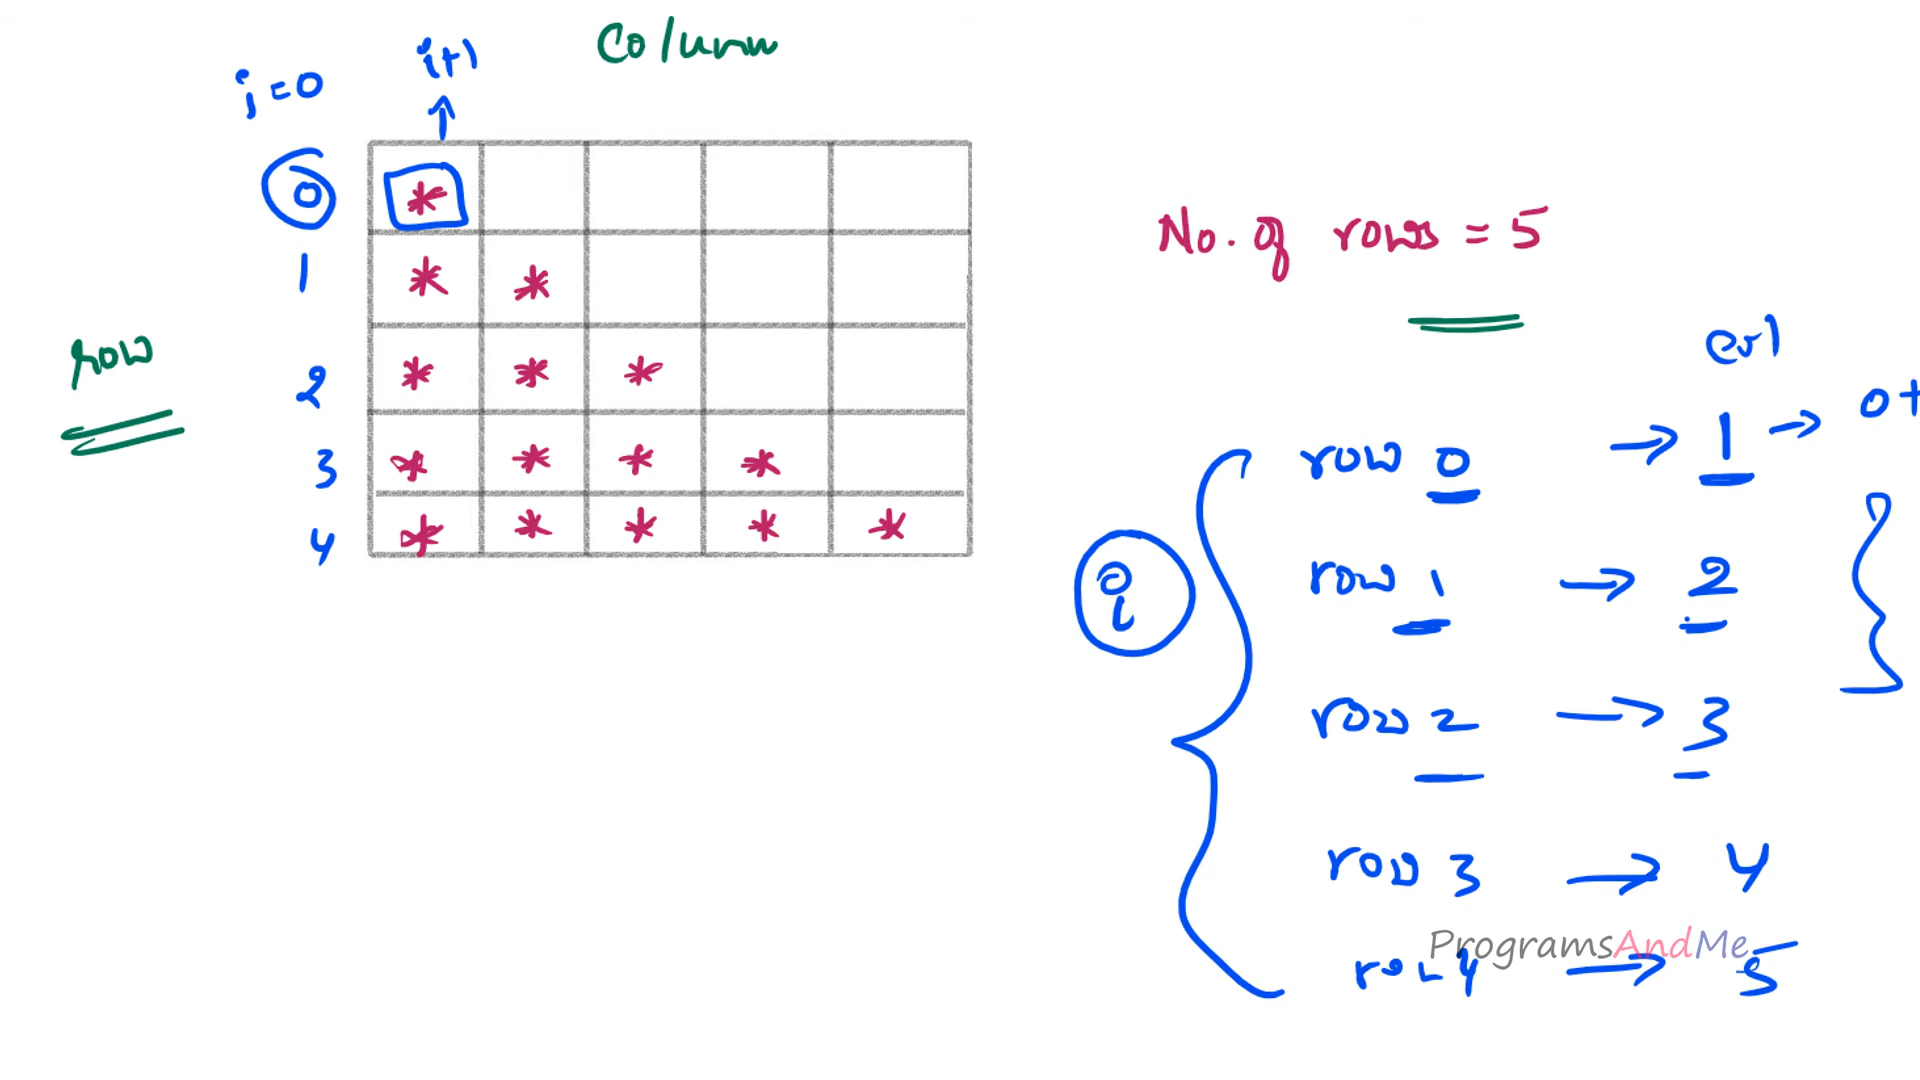 Column
i+1
i=0
0 *
1 * *
row
2 * * *
3 * * * *
4 * * * * *
No. of rows = 5
col
row 0 → 1 → 0+
i
row 1 → 2
row 2 → 3
row 3 → 4
ProgramsAndMe
row 4 → 5